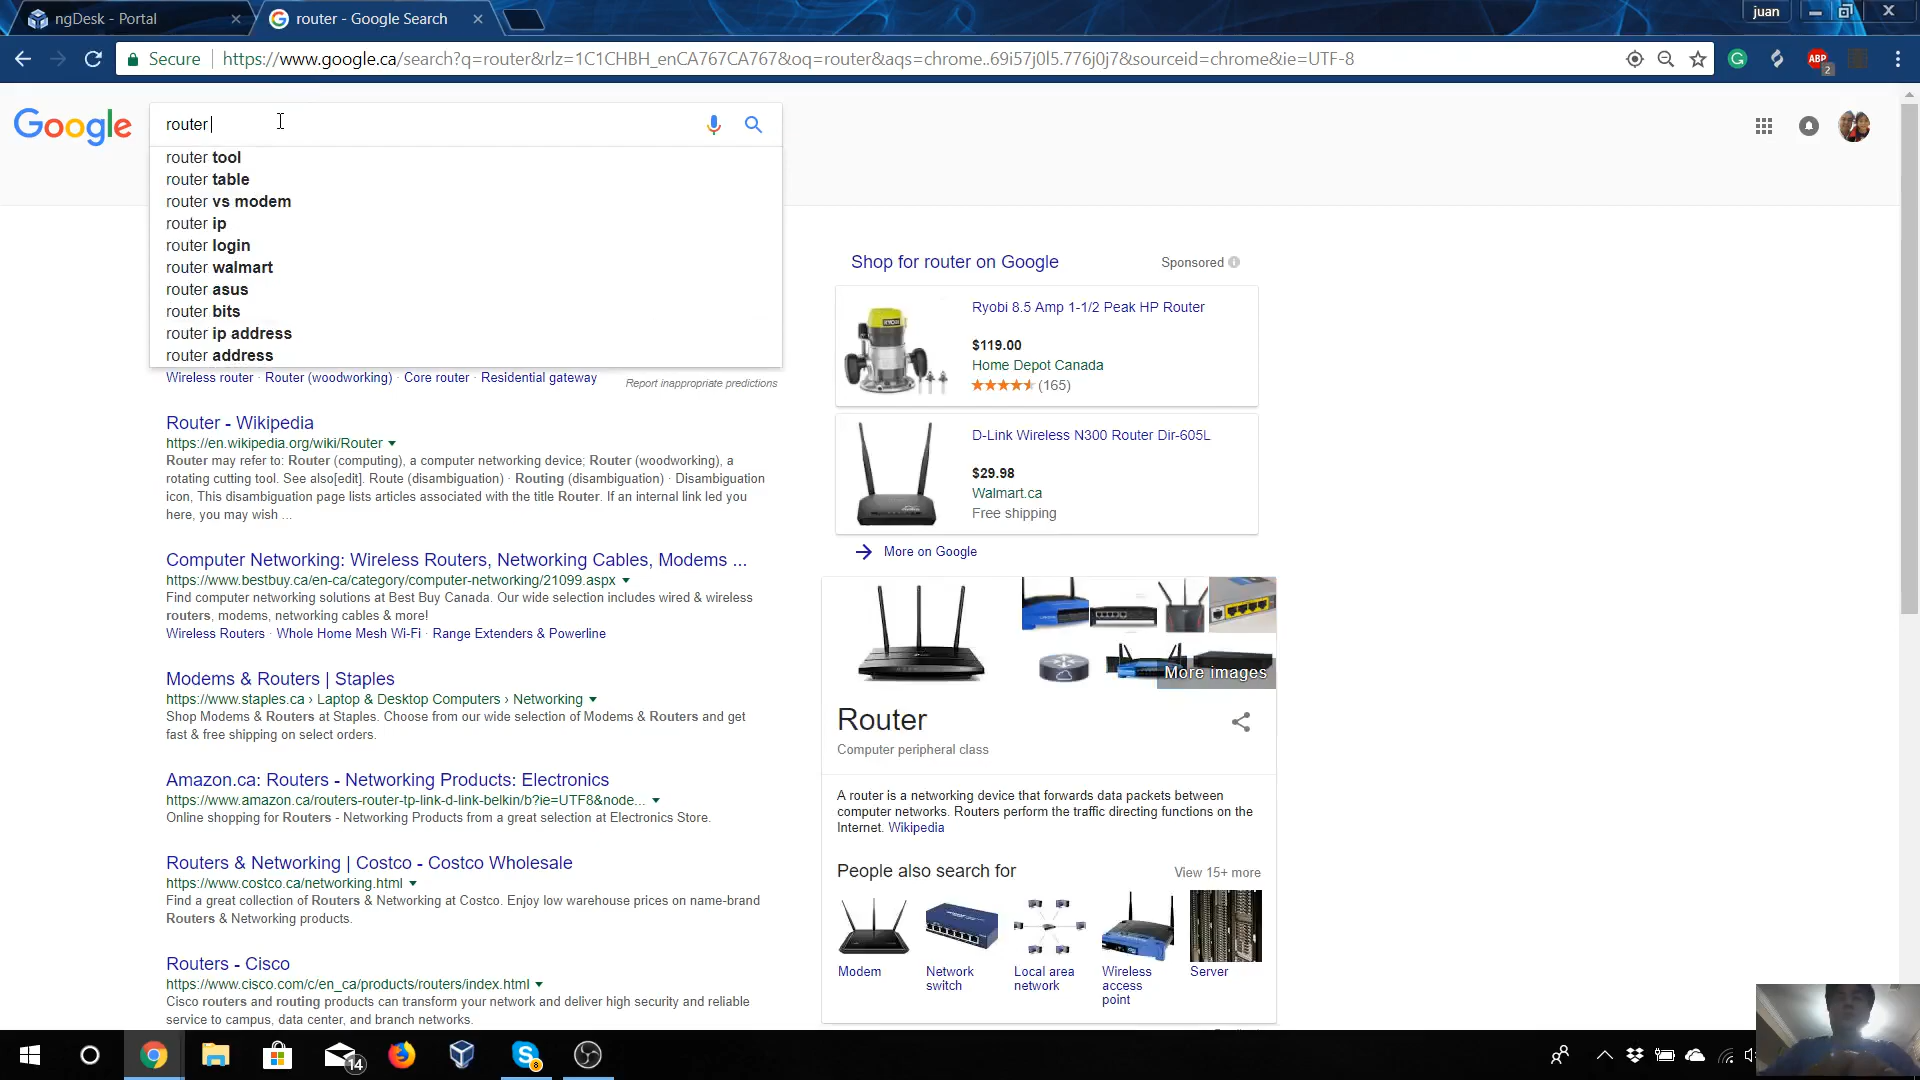 ngDesk - Portal
router - Google Search
juan
Secure
https://www.google.ca/search?q=router&rlz=1C1CHBH_enCA767CA767&oq=router&aqs=chrome..69i57j0l5.776j0j7&sourceid=chrome&ie=UTF-8
ABP
2
Google
router
router tool
router table
router vs modem
router ip
router login
router walmart
router asus
router bits
router ip address
router address
Wireless router · Router (woodworking) · Core router · Residential gateway
Report inappropriate predictions
Router - Wikipedia
https://en.wikipedia.org/wiki/Router
Router may refer to: Router (computing), a computer networking device; Router (woodworking), a
rotating cutting tool. See also[edit]. Route (disambiguation) · Routing (disambiguation) · Disambiguation
icon, This disambiguation page lists articles associated with the title Router. If an internal link led you
here, you may wish ...
Computer Networking: Wireless Routers, Networking Cables, Modems ...
https://www.bestbuy.ca/en-ca/category/computer-networking/21099.aspx
Find computer networking solutions at Best Buy Canada. Our wide selection includes wired & wireless
routers, modems, networking cables & more!
Wireless Routers · Whole Home Mesh Wi-Fi · Range Extenders & Powerline
Modems & Routers | Staples
https://www.staples.ca › Laptop & Desktop Computers › Networking
Shop Modems & Routers at Staples. Choose from our wide selection of Modems & Routers and get
fast & free shipping on select orders.
Amazon.ca: Routers - Networking Products: Electronics
https://www.amazon.ca/routers-router-tp-link-d-link-belkin/b?ie=UTF8&node...
Online shopping for Routers - Networking Products from a great selection at Electronics Store.
Routers & Networking | Costco - Costco Wholesale
https://www.costco.ca/networking.html
Find a great collection of Routers & Networking at Costco. Enjoy low warehouse prices on name-brand
Routers & Networking products.
Routers - Cisco
https://www.cisco.com/c/en_ca/products/routers/index.html
Cisco routers and routing products can transform your network and deliver high security and reliable
service to campus, data center, and branch networks.
Shop for router on Google
Sponsored
Ryobi 8.5 Amp 1-1/2 Peak HP Router
$119.00
Home Depot Canada
(165)
D-Link Wireless N300 Router Dir-605L
$29.98
Walmart.ca
Free shipping
More on Google
More images
Router
Computer peripheral class
A router is a networking device that forwards data packets between
computer networks. Routers perform the traffic directing functions on the
Internet. Wikipedia
People also search for
View 15+ more
Modem
Network switch
Local area network
Wireless access point
Server
14
8